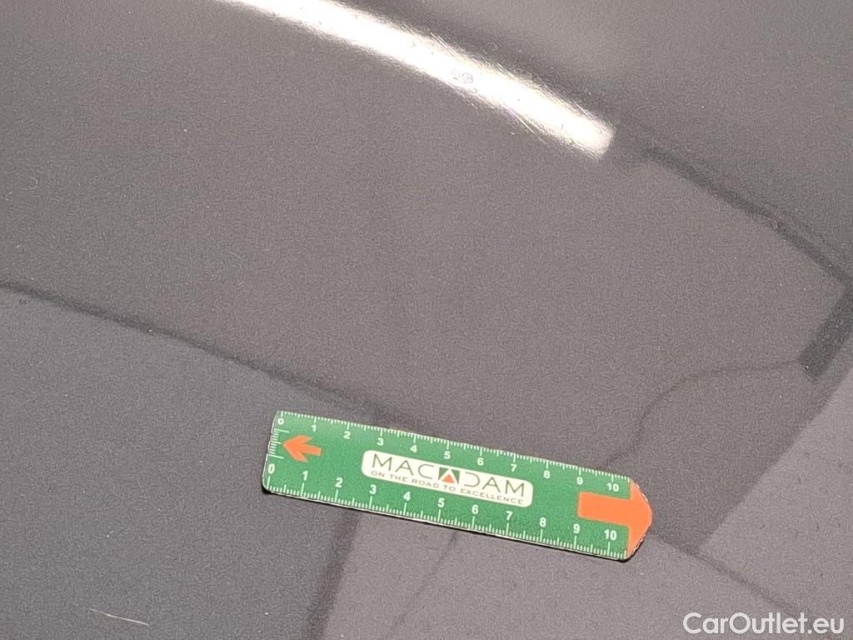 0 1 2 3 4 5 6 7 8 9 10
MACADAM
ON THE ROAD TO EXCELLENCE
0 1 2 3 4 5 6 7 8 9 10
CarOutlet.eu